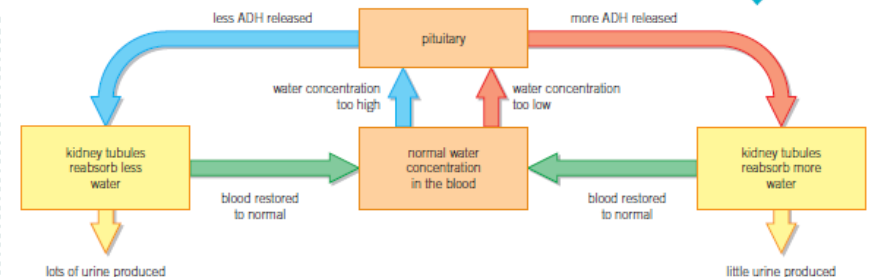 less ADH released
pituitary
more ADH released
water concentration
too high
water concentration
too low
kidney tubules
reabsorb less
water
normal water
concentration
in the blood
kidney tubules
reabsorb more
water
blood restored
to normal
blood restored
to normal
lots of urine produced
little urine produced